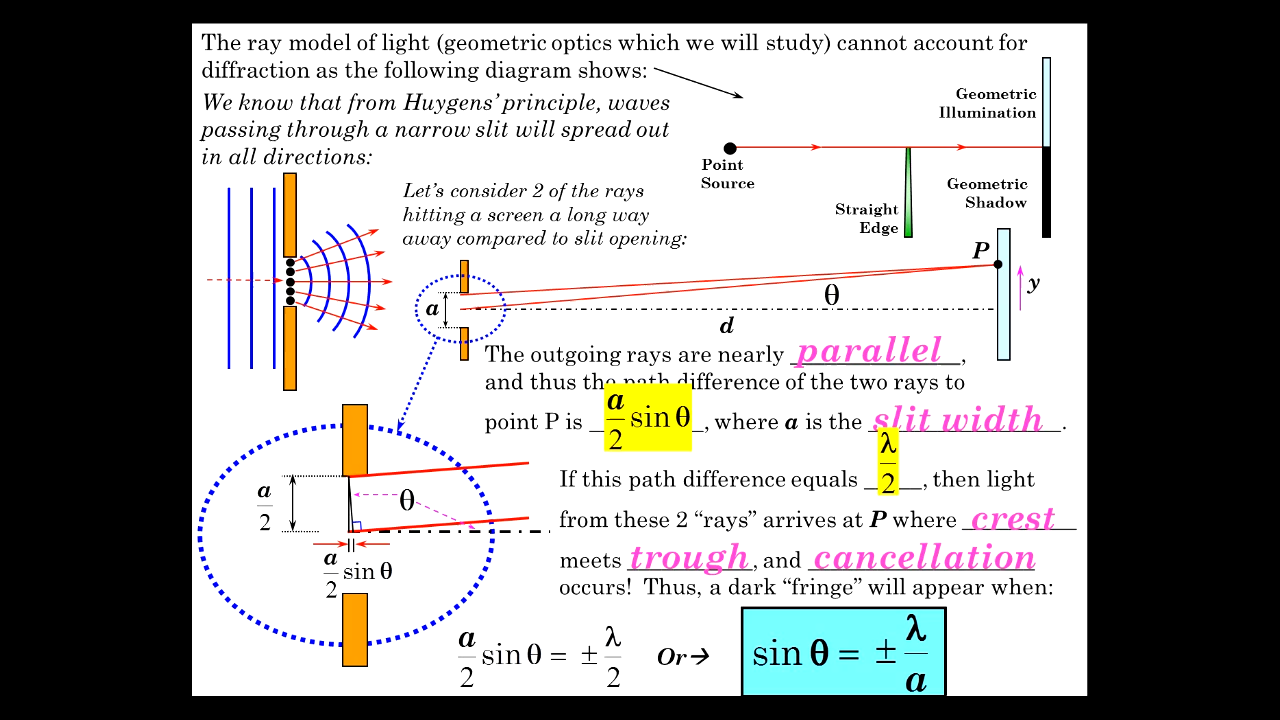 The ray model of light (geometric optics which we will study) cannot account for
diffraction as the following diagram shows:
We know that from Huygens' principle, waves
passing through a narrow slit will spread out
in all directions:
Geometric
Illumination
Point
Source
Geometric
Shadow
Straight
Edge
Let's consider 2 of the rays
hitting a screen a long way
away compared to slit opening:
P
y
θ
a
d
The outgoing rays are nearly parallel,
and thus the path difference of the two rays to
point P is a/2 sin θ, where a is the slit width.
If this path difference equals λ/2, then light
from these 2 “rays” arrives at P where crest
meets trough, and cancellation
occurs! Thus, a dark “fringe” will appear when:
a/2
θ
a/2 sin θ
a/2 sin θ = ± λ/2 Or→ sin θ = ± λ/a